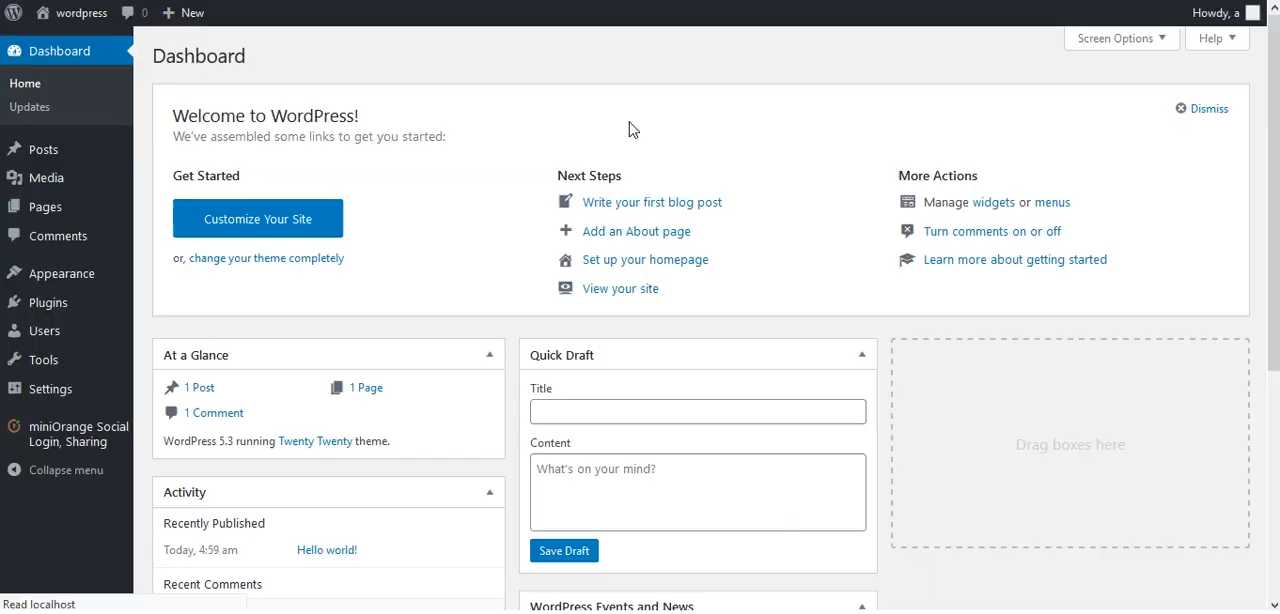 wordpress 0 New Howdy, a
Dashboard
Home
Updates
Posts
Media
Pages
Comments
Appearance
Plugins
Users
Tools
Settings
miniOrange Social
Login, Sharing
Collapse menu
Screen Options Help
Dashboard
Welcome to WordPress!
We've assembled some links to get you started:
Dismiss
Get Started
Customize Your Site
or, change your theme completely
Next Steps
Write your first blog post
Add an About page
Set up your homepage
View your site
More Actions
Manage widgets or menus
Turn comments on or off
Learn more about getting started
At a Glance
1 Post 1 Page
1 Comment
WordPress 5.3 running Twenty Twenty theme.
Activity
Recently Published
Today, 4:59 am Hello world!
Recent Comments
Quick Draft
Title
Content
What's on your mind?
Save Draft
WordPress Events and News
Drag boxes here
Read localhost